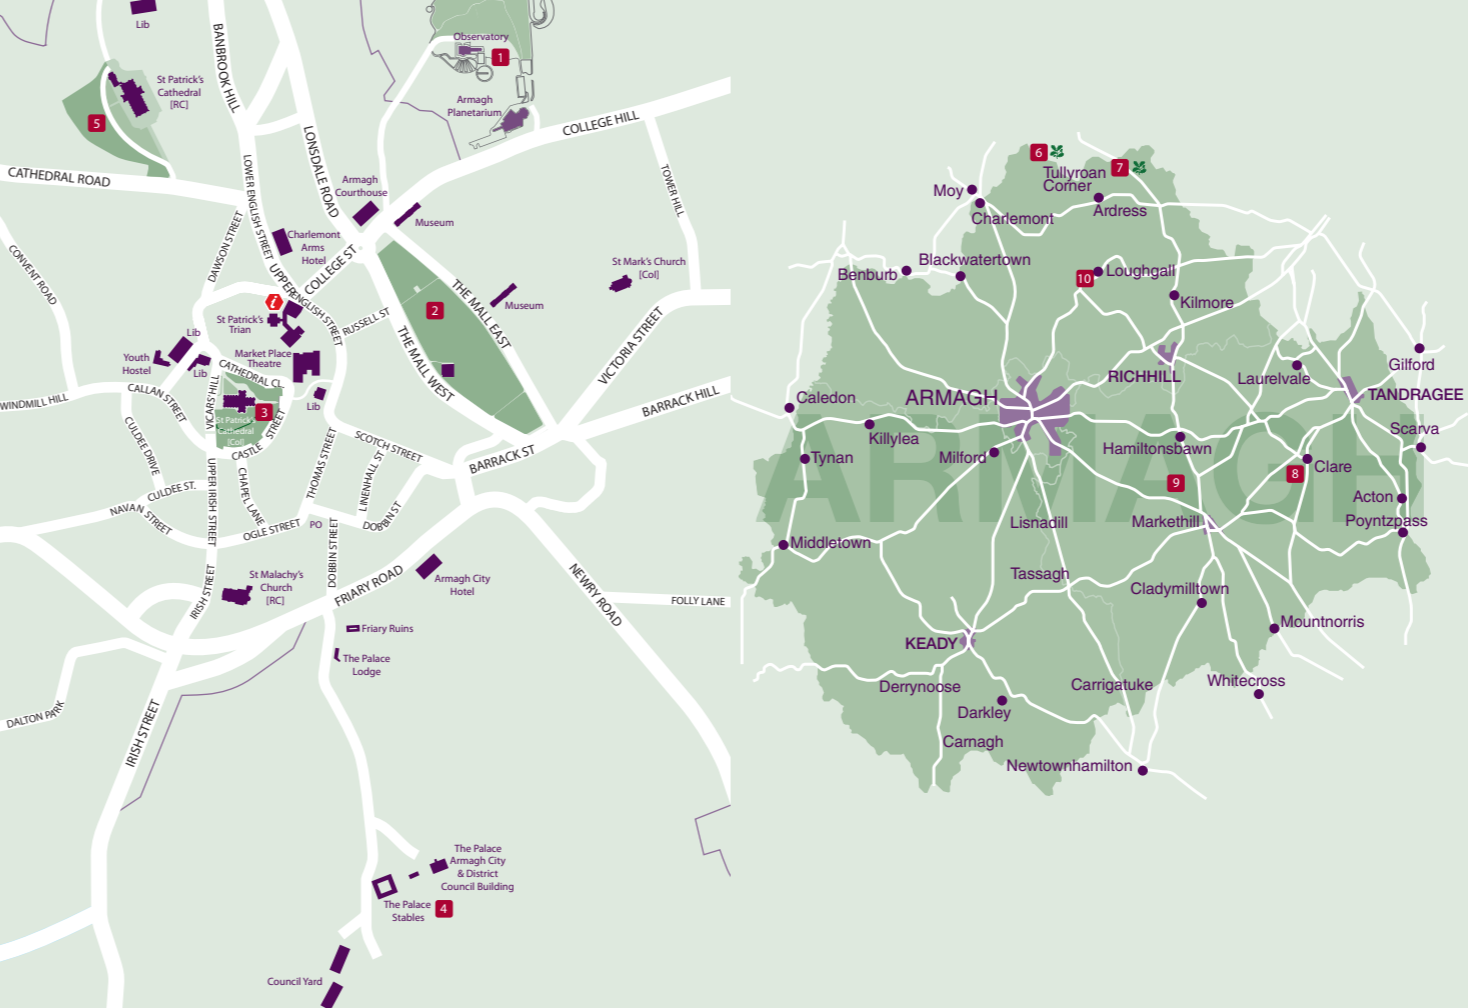 Lib
BANBROOK HILL
Observatory
1
St Patrick's
Cathedral
[RC]
Armagh
Planetarium
5
COLLEGE HILL
LONSDALE ROAD
CATHEDRAL ROAD
LOWER ENGLISH STREET
TOWER HILL
Armagh
Courthouse
Museum
DAWSON STREET
Charlemont
Arms
Hotel
COLLEGE ST
CONVENT ROAD
UPPER ENGLISH STREET
St Mark's Church
[CoI]
i
St Patrick's
Trian
RUSSELL ST
2
THE MALL EAST
Museum
THE MALL WEST
VICTORIA STREET
Lib
Youth
Hostel
Lib
Market Place
Theatre
CATHEDRAL CL
WINDMILL HILL
CALLAN STREET
VICARS' HILL
3
St Patrick's
Cathedral
[CoI]
Lib
BARRACK HILL
CULDEE DRIVE
CASTLE STREET
SCOTCH STREET
BARRACK ST
THOMAS STREET
LINENHALL ST
UPPER IRISH STREET
CHAPEL LANE
CULDEE ST.
NAVAN STREET
OGLE STREET
PO
DOBBIN ST
DOBBIN STREET
St Malachy's
Church
[RC]
IRISH STREET
FRIARY ROAD
Armagh City
Hotel
NEWRY ROAD
FOLLY LANE
Friary Ruins
The Palace
Lodge
DALTON PARK
IRISH STREET
The Palace
Armagh City
& District
Council Building
The Palace
Stables
4
Council Yard
6
7
Tullyroan
Corner
Moy
Charlemont
Ardress
Blackwatertown
Benburb
10
Loughgall
Kilmore
Gilford
RICHHILL
Laurelvale
TANDRAGEE
Caledon
ARMAGH
ARMAGH
Killylea
Scarva
Hamiltonsbawn
Tynan
Milford
8
Clare
9
Acton
Lisnadill
Markethill
Poyntzpass
Middletown
Tassagh
Cladymilltown
Mountnorris
KEADY
Derrynoose
Carrigatuke
Whitecross
Darkley
Carnagh
Newtownhamilton